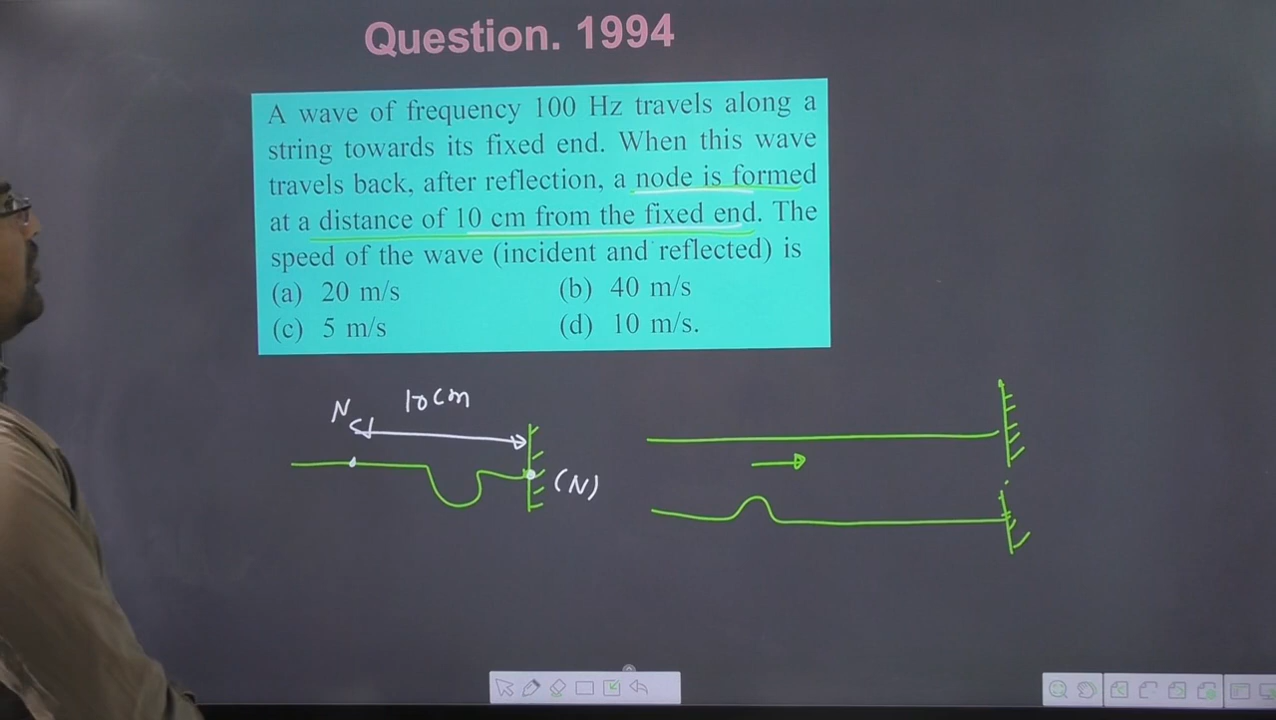 Question. 1994
A wave of frequency 100 Hz travels along a
string towards its fixed end. When this wave
travels back, after reflection, a node is formed
at a distance of 10 cm from the fixed end. The
speed of the wave (incident and reflected) is
(a) 20 m/s (b) 40 m/s
(c) 5 m/s (d) 10 m/s.
N 10 cm
(N)